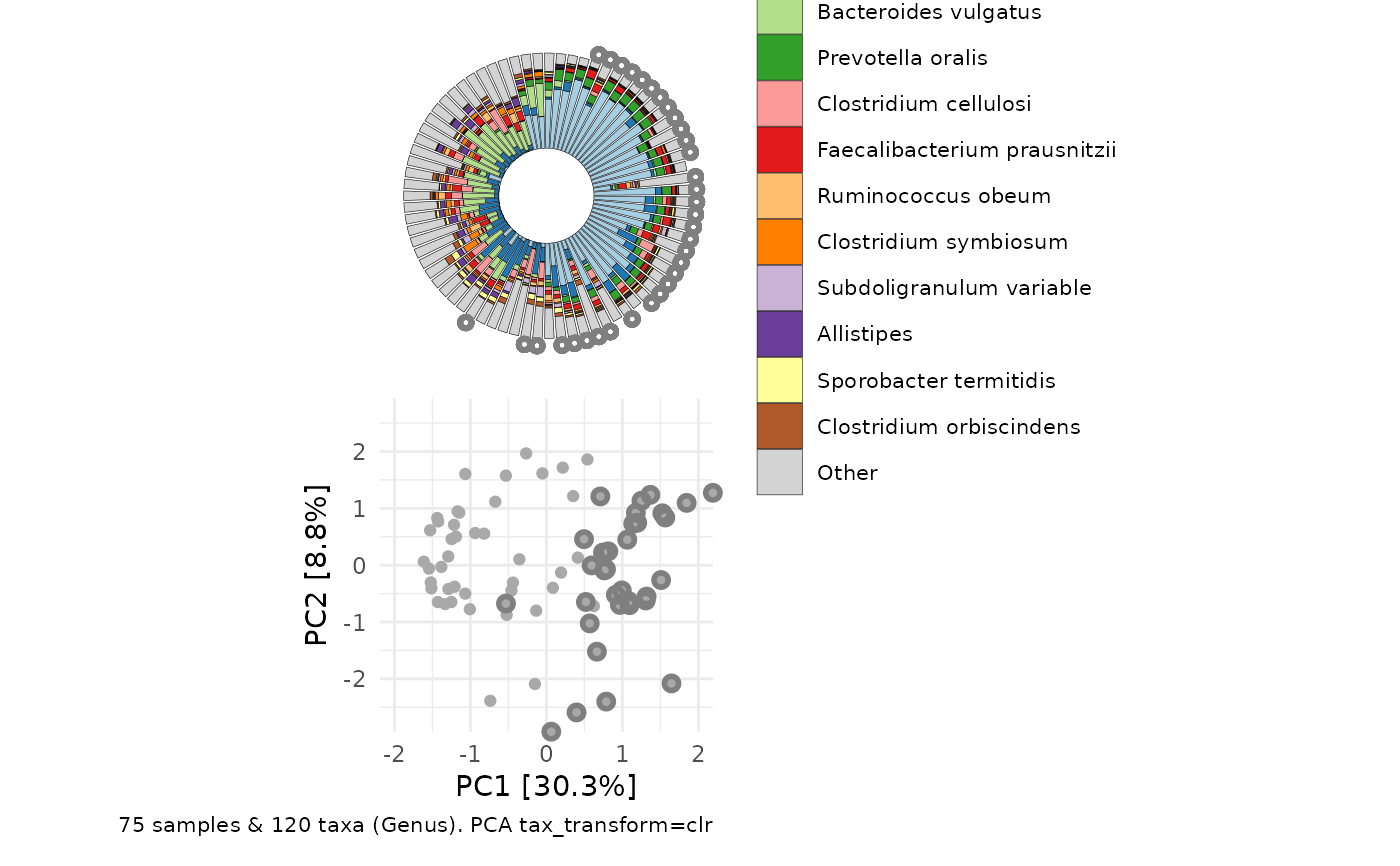 Bacteroides vulgatus
Prevotella oralis
Clostridium cellulosi
Faecalibacterium prausnitzii
Ruminococcus obeum
Clostridium symbiosum
Subdoligranulum variable
Allistipes
Sporobacter termitidis
Clostridium orbiscindens
Other
PC2 [8.8%]
2
1
0
-1
-2
-2 -1 0 1 2
PC1 [30.3%]
75 samples & 120 taxa (Genus). PCA tax_transform=clr